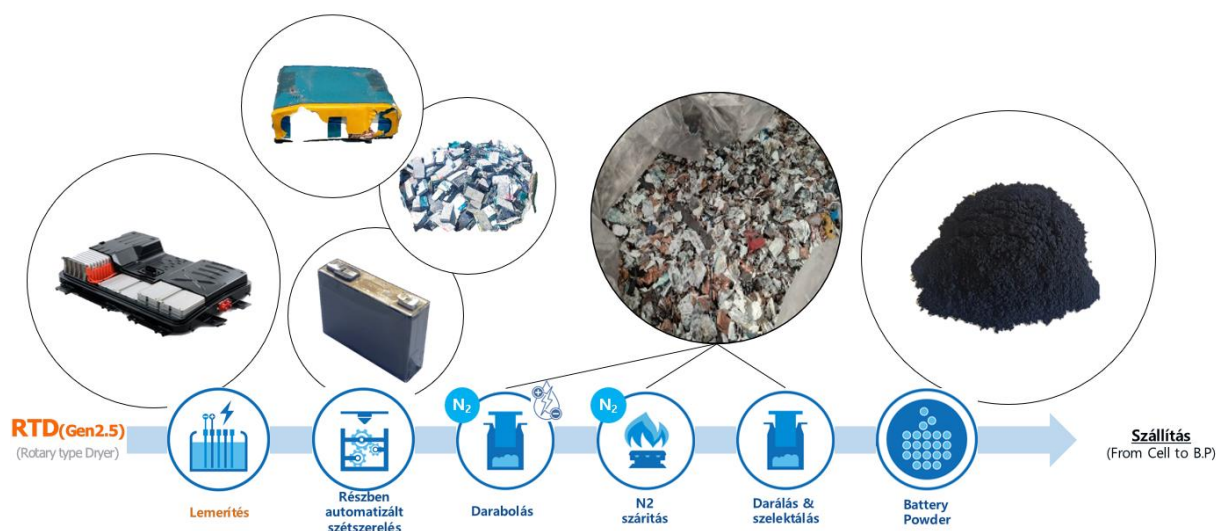 N₂
N₂
RTD(Gen2.5)
(Rotary type Dryer)
Szállítás
(From Cell to B.P)
Lemerítés
Részben
automatizált
szétszerelés
Darabolás
N2
szárítás
Darálás &
szelektálás
Battery
Powder